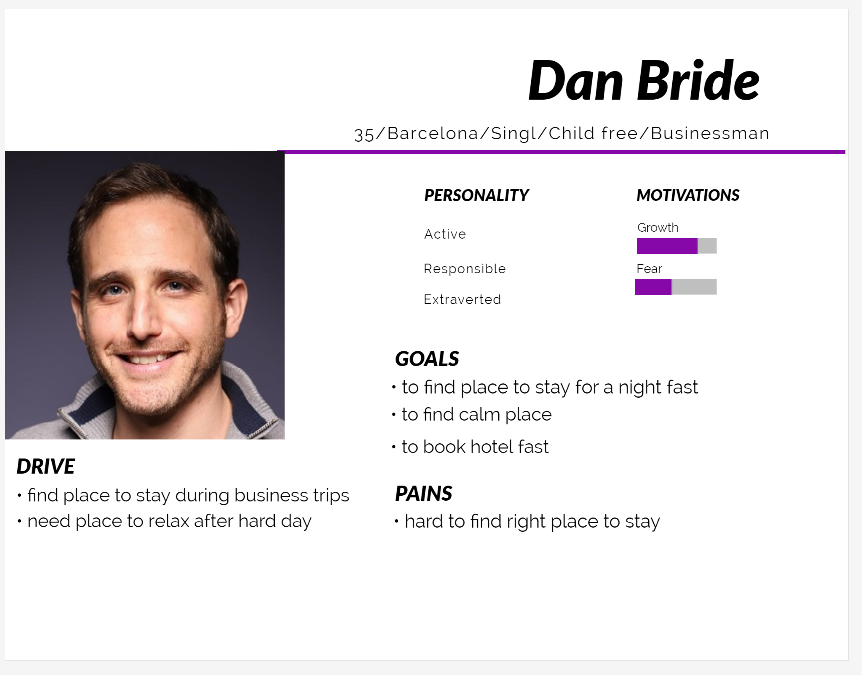 Dan Bride
35/Barcelona/Singl/Child free/Businessman
PERSONALITY
Active
Responsible
Extraverted
MOTIVATIONS
Growth
Fear
GOALS
• to find place to stay for a night fast
• to find calm place
• to book hotel fast
DRIVE
• find place to stay during business trips
• need place to relax after hard day
PAINS
• hard to find right place to stay